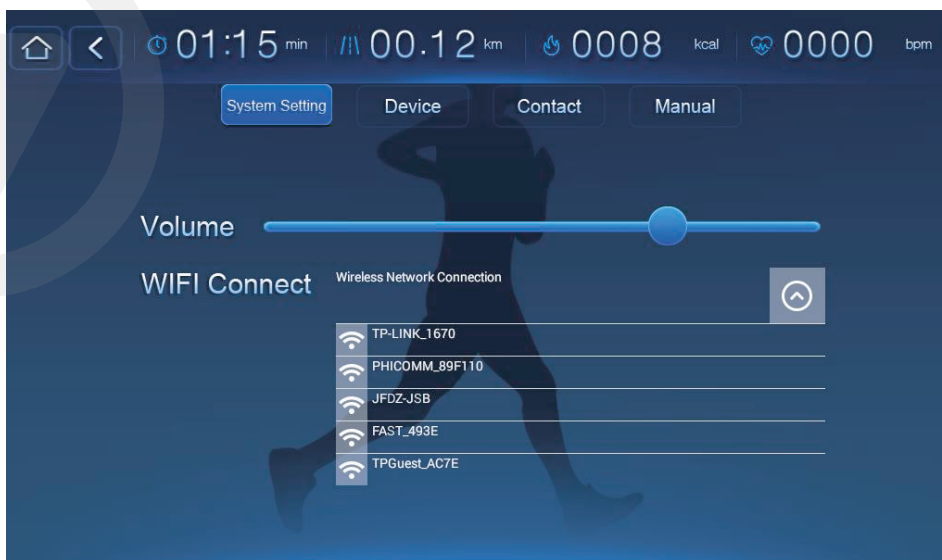 01:15 min 00.12 km 0008 kcal 0000 bpm
System Setting Device Contact Manual
Volume
WIFI Connect Wireless Network Connection
TP-LINK_1670
PHICOMM_89F110
JFDZ-JSB
FAST_493E
TPGuest_AC7E